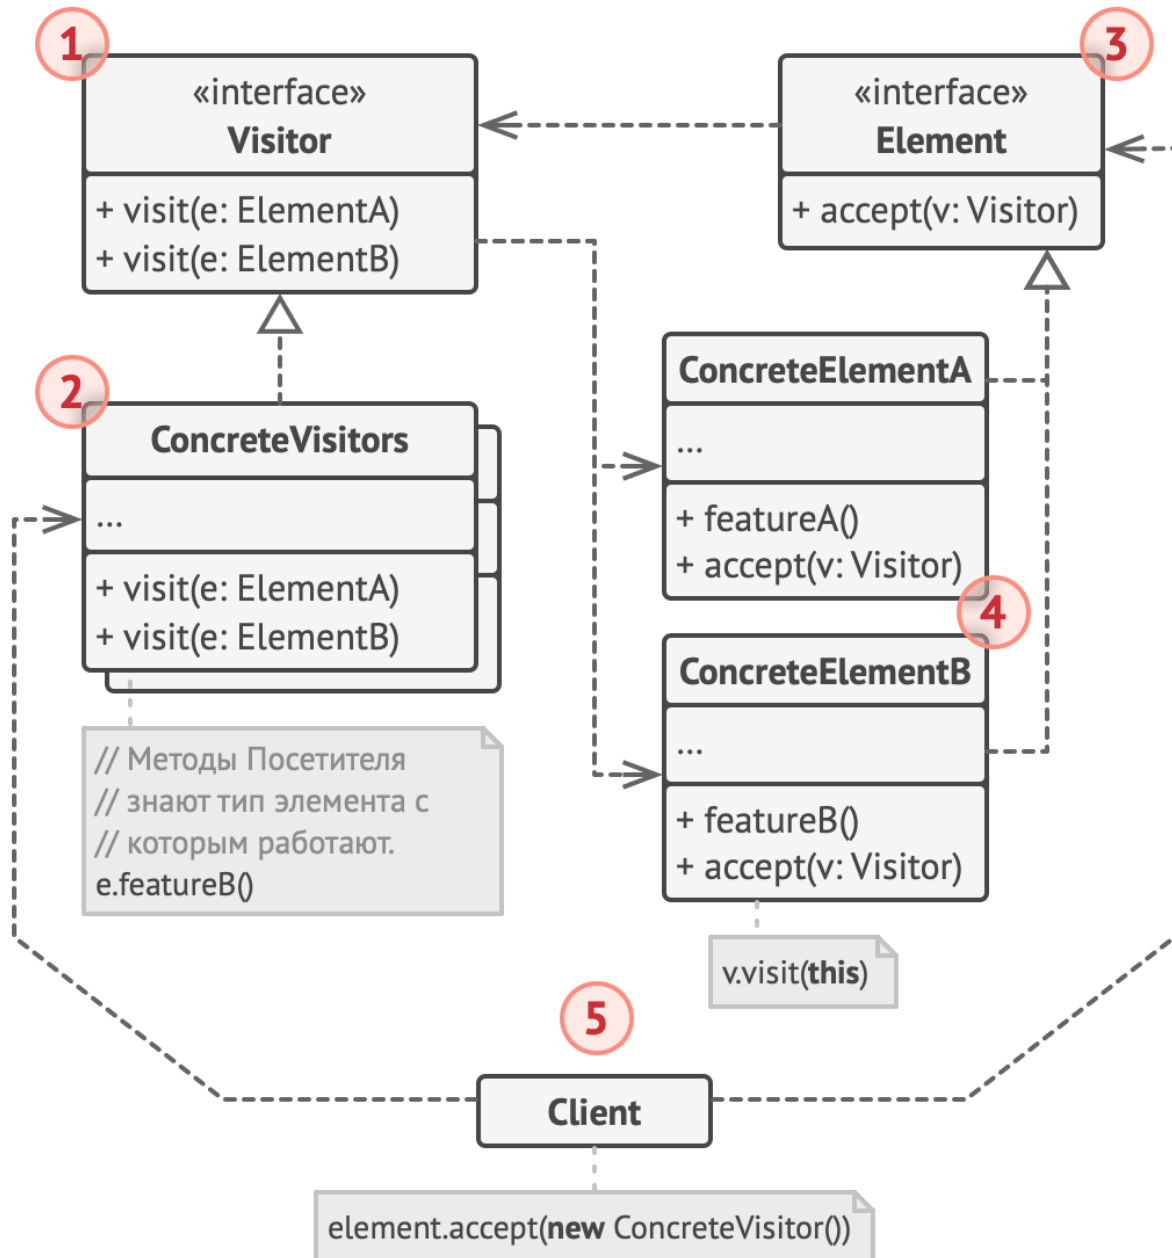 1
«interface»
Visitor
+ visit(e: ElementA)
+ visit(e: ElementB)
3
«interface»
Element
+ accept(v: Visitor)
2
ConcreteVisitors
...
+ visit(e: ElementA)
+ visit(e: ElementB)
// Методы Посетителя
// знают тип элемента с
// которым работают.
e.featureB()
ConcreteElementA
...
+ featureA()
+ accept(v: Visitor)
4
ConcreteElementB
...
+ featureB()
+ accept(v: Visitor)
v.visit(this)
5
Client
element.accept(new ConcreteVisitor())